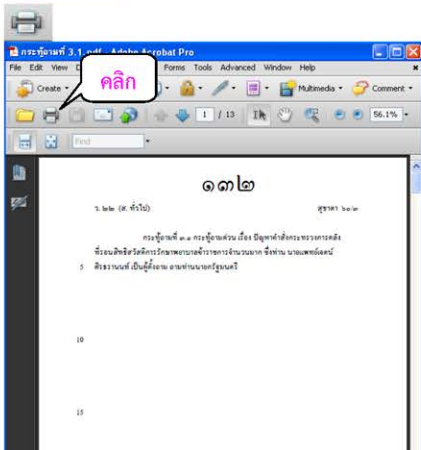 กระทู้ถามที่ 3.1.pdf - Adobe Acrobat Pro
File Edit View Forms Tools Advanced Window Help
คลิก
Create Multimedia Comment
1 / 13 56.1%
Find
๑๓๒
ว. ๒๒๒ (ส. ทั่วไป) สุชาดา ๖๐/๓
กระทู้ถามที่ ๓.๑ กระทู้ถามด่วน เรื่อง ปัญหาคำสั่งกระทรวงการคลัง
ที่รอนสิทธิสวัสดิการรักษาพยาบาลข้าราชการจำนวนมาก ซึ่งท่าน นายแพทย์เจตน์
5 ศิรธรานนท์ เป็นผู้ตั้งถาม ถามท่านนายกรัฐมนตรี
10
15